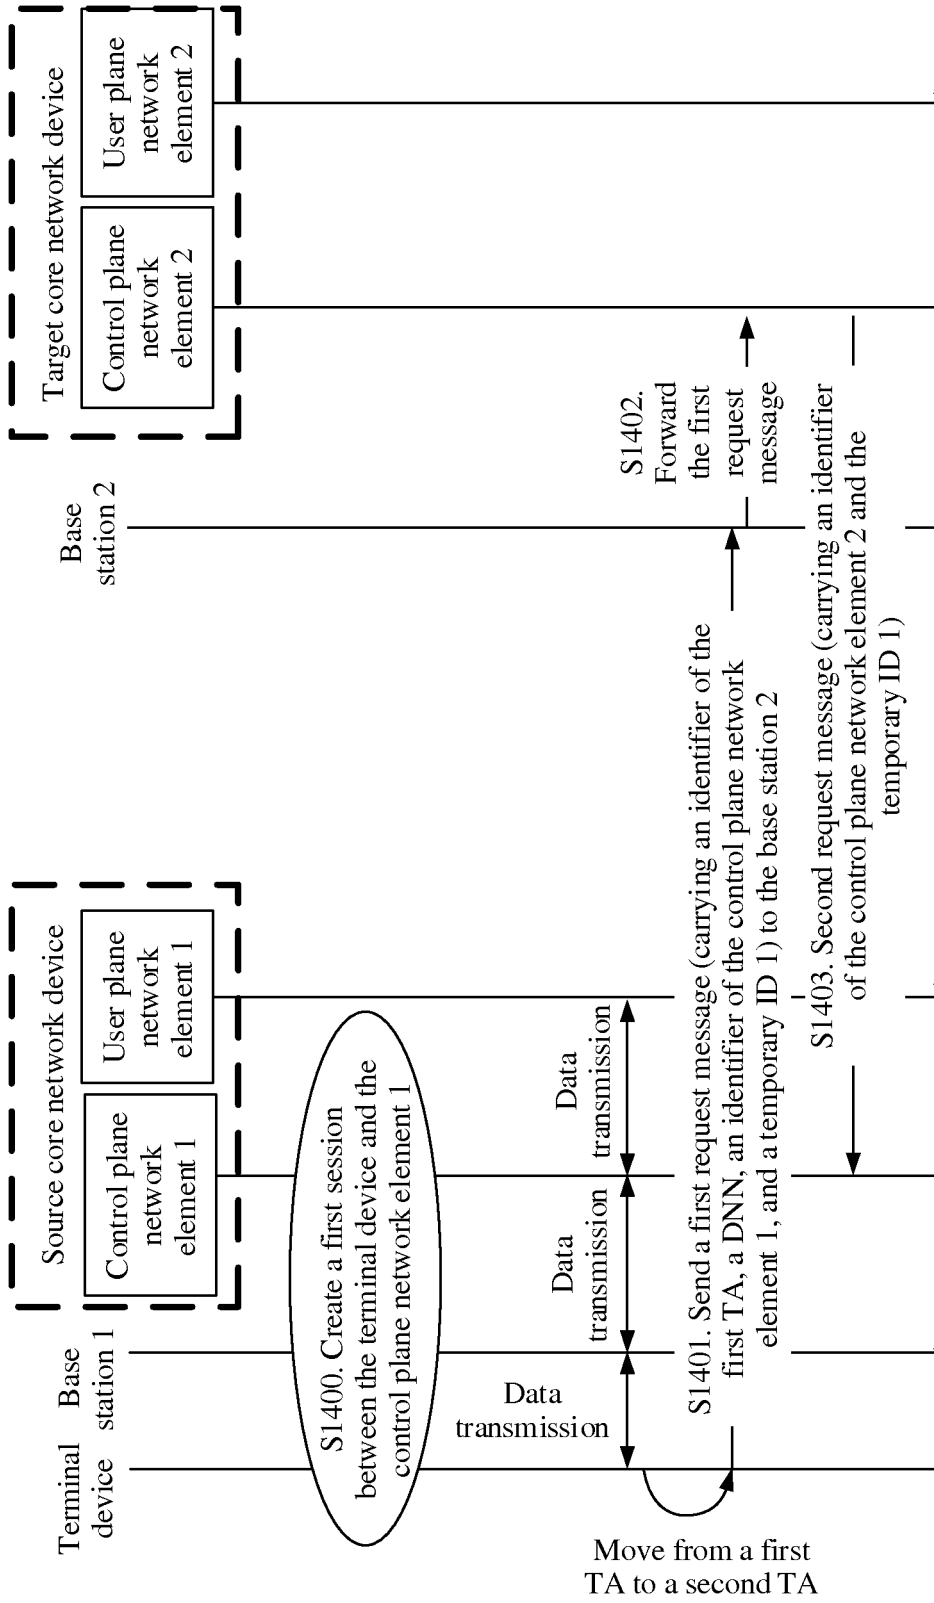 Terminal
device
Base
station 1
Source core network device
Control plane
network
element 1
User plane
network
element 1
Base
station 2
Target core network device
Control plane
network
element 2
User plane
network
element 2
S1400. Create a first session
between the terminal device and the
control plane network element 1
Data
transmission
Data
transmission
Data
transmission
Move from a first
TA to a second TA
S1401. Send a first request message (carrying an identifier of the
first TA, a DNN, an identifier of the control plane network
element 1, and a temporary ID 1) to the base station 2
S1402.
Forward
the first
request
message
S1403. Second request message (carrying an identifier
of the control plane network element 2 and the
temporary ID 1)